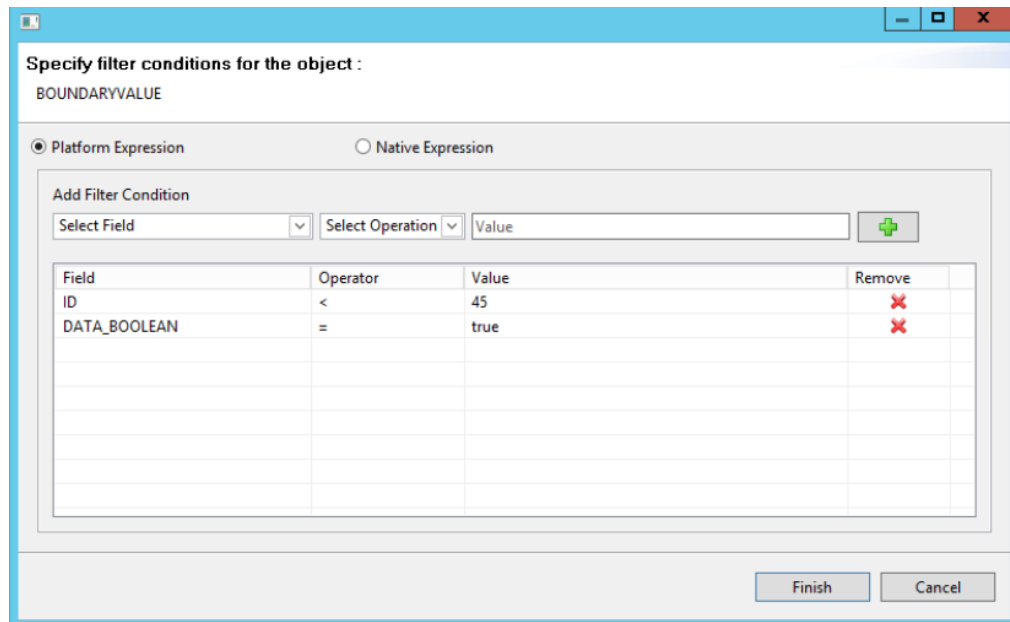 Specify filter conditions for the object :
BOUNDARYVALUE
Platform Expression Native Expression
Add Filter Condition
Select Field Select Operation Value
Field Operator Value Remove
ID < 45
DATA_BOOLEAN = true
Finish Cancel